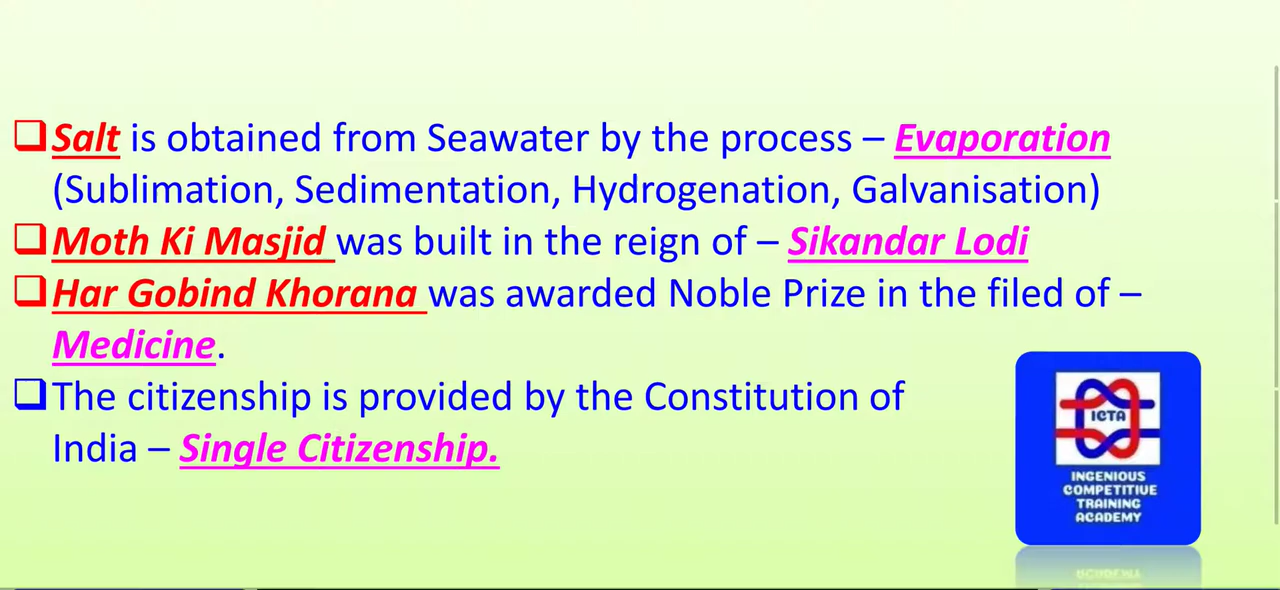 ❑Salt is obtained from Seawater by the process – Evaporation
(Sublimation, Sedimentation, Hydrogenation, Galvanisation)
❑Moth Ki Masjid was built in the reign of – Sikandar Lodi
❑Har Gobind Khorana was awarded Noble Prize in the filed of –
Medicine.
❑The citizenship is provided by the Constitution of
India – Single Citizenship.
ICTA
INGENIOUS
COMPETITIVE
TRAINING
ACADEMY